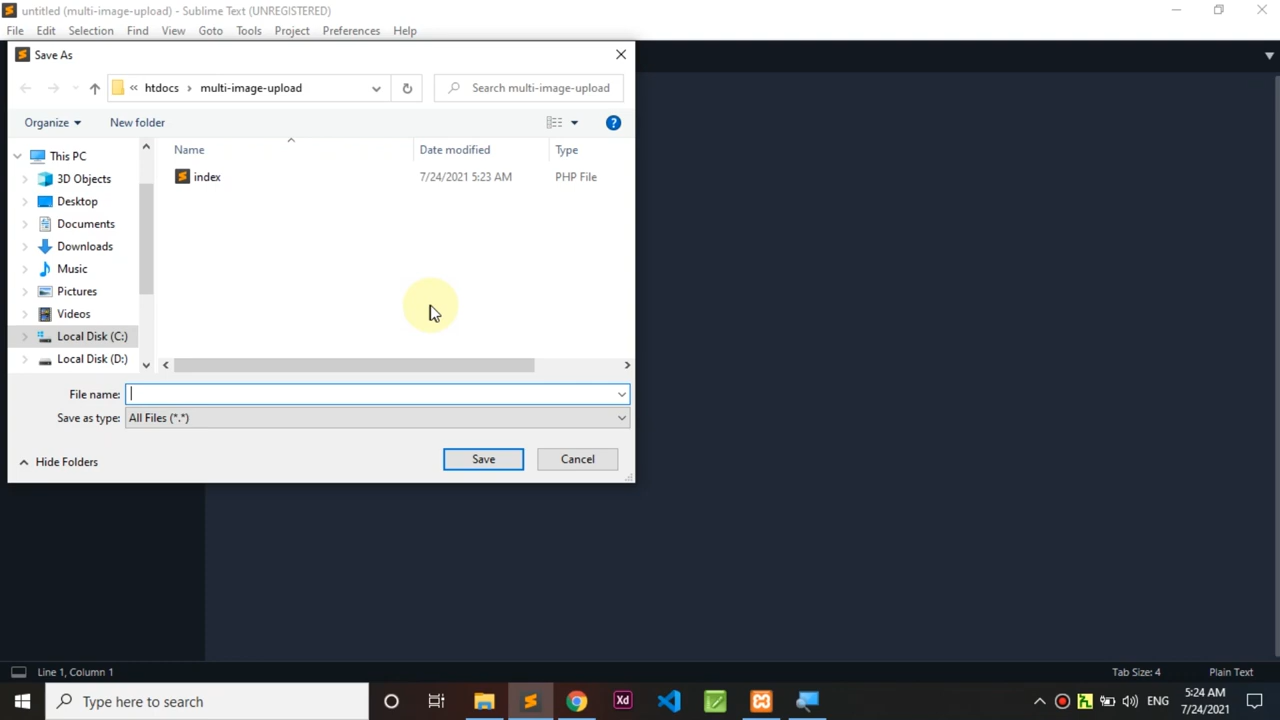 untitled (multi-image-upload) - Sublime Text (UNREGISTERED)
File Edit Selection Find View Goto Tools Project Preferences Help
Save As
« htdocs › multi-image-upload
Search multi-image-upload
Organize New folder
This PC
3D Objects
Desktop
Documents
Downloads
Music
Pictures
Videos
Local Disk (C:)
Local Disk (D:)
Name Date modified Type
index 7/24/2021 5:23 AM PHP File
File name:
Save as type: All Files (*.*)
Hide Folders
Save Cancel
Line 1, Column 1
Tab Size: 4 Plain Text
Type here to search
Xd
ENG
5:24 AM
7/24/2021